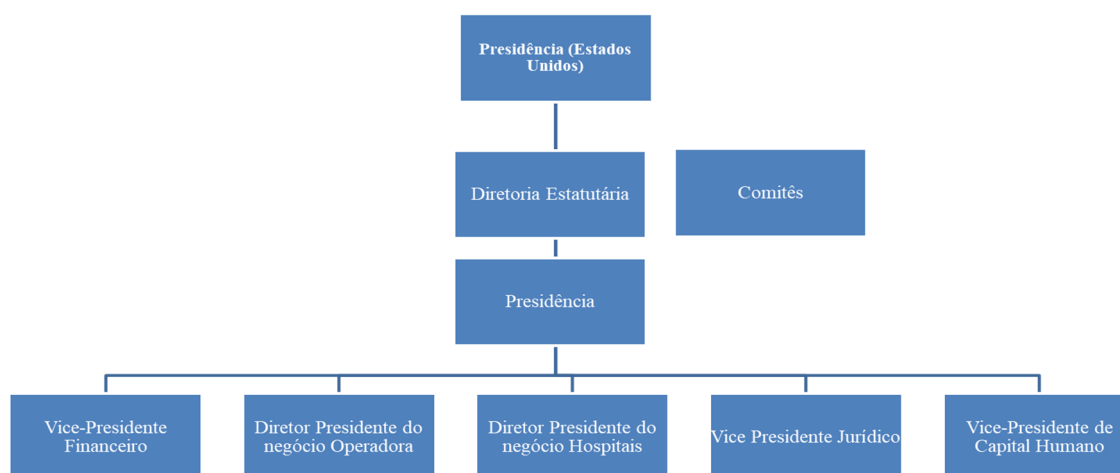 Presidência (Estados
Unidos)
Diretoria Estatutária
Comitês
Presidência
Vice-Presidente
Financeiro
Diretor Presidente do
negócio Operadora
Diretor Presidente do
negócio Hospitais
Vice Presidente Jurídico
Vice-Presidente de
Capital Humano